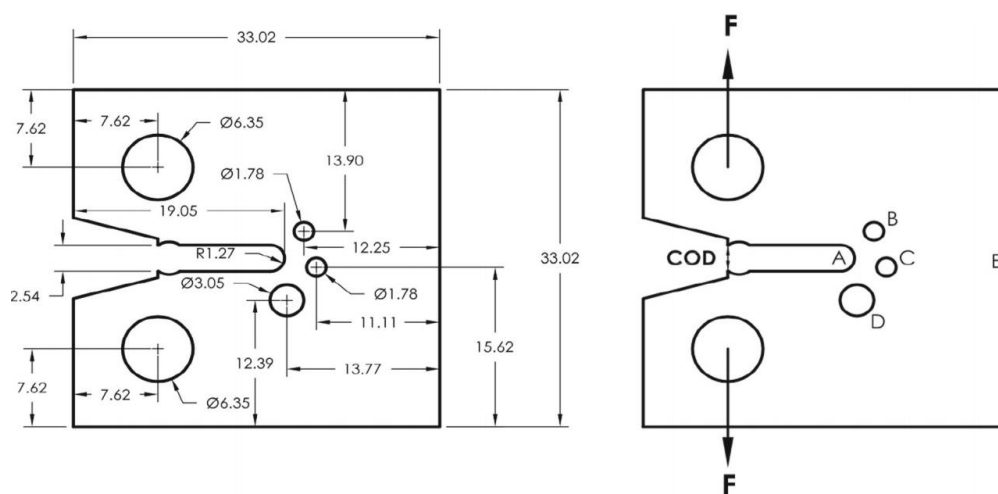 33.02
7.62
7.62
Ø6.35
Ø1.78
13.90
19.05
R1.27
12.25
2.54
Ø3.05
Ø1.78
33.02
11.11
12.39
13.77
15.62
7.62
7.62
Ø6.35
F
B
COD
A
C
E
D
F